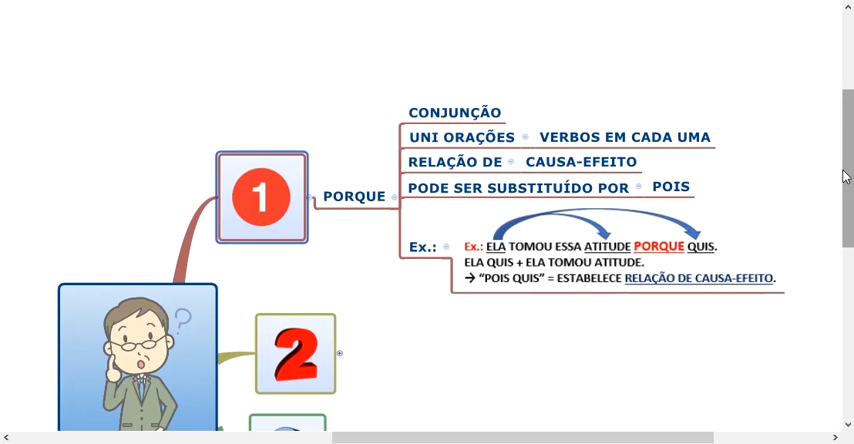 CONJUNÇÃO
UNI ORAÇÕES VERBOS EM CADA UMA
RELAÇÃO DE CAUSA-EFEITO
PODE SER SUBSTITUÍDO POR POIS
1
PORQUE
Ex.:
Ex.: ELA TOMOU ESSA ATITUDE PORQUE QUIS.
ELA QUIS + ELA TOMOU ATITUDE.
→ “POIS QUIS” = ESTABELECE RELAÇÃO DE CAUSA-EFEITO.
?
2